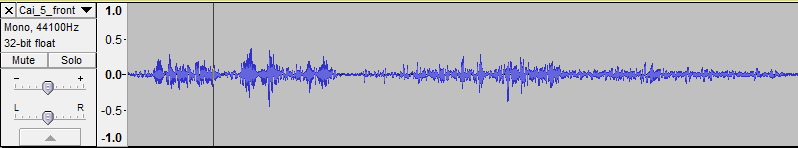 Cai_5_front
Mono, 44100Hz
32-bit float
Mute Solo
- +
L R
1.0
0.5
0.0
-0.5
-1.0